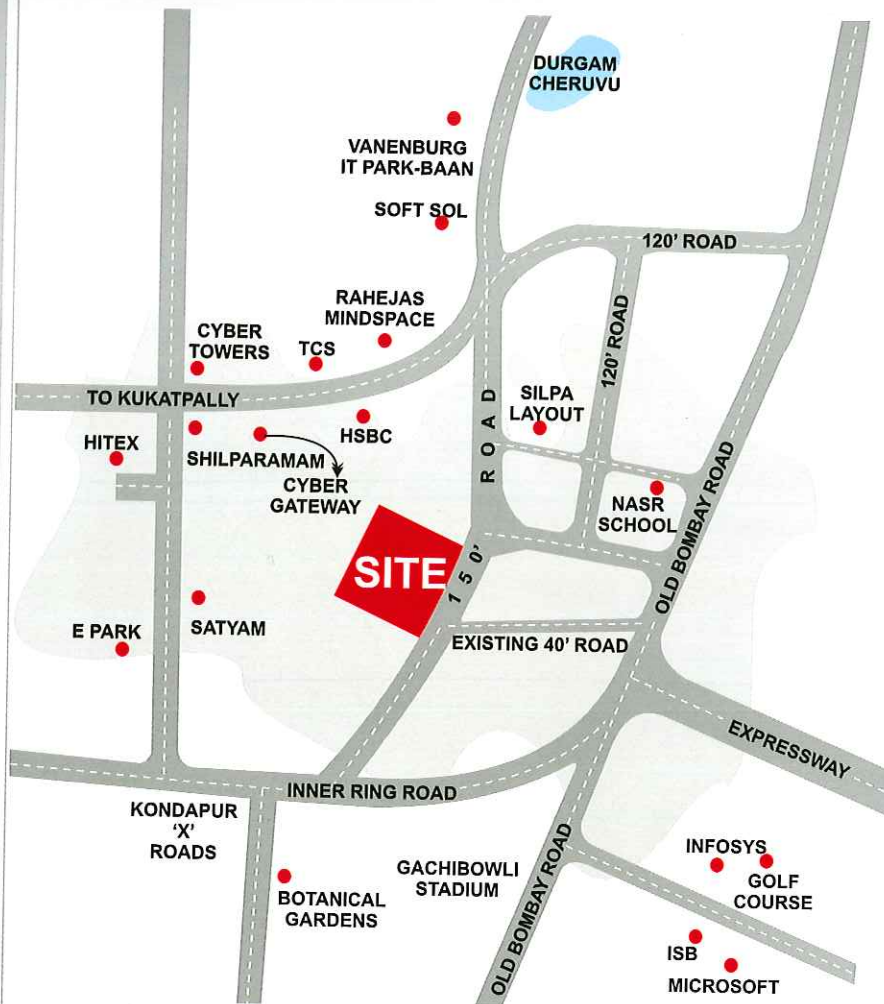 DURGAM
CHERUVU
VANENBURG
IT PARK-BAAN
SOFT SOL
120' ROAD
RAHEJAS
MINDSPACE
CYBER
TOWERS
TCS
120' ROAD
TO KUKATPALLY
ROAD
SILPA
LAYOUT
HITEX
SHILPARAMAM
HSBC
CYBER
GATEWAY
NASR
SCHOOL
OLD BOMBAY ROAD
SITE
150'
E PARK
SATYAM
EXISTING 40' ROAD
EXPRESSWAY
INNER RING ROAD
KONDAPUR
‘X’
ROADS
GACHIBOWLI
STADIUM
OLD BOMBAY ROAD
INFOSYS
GOLF
COURSE
BOTANICAL
GARDENS
ISB
MICROSOFT